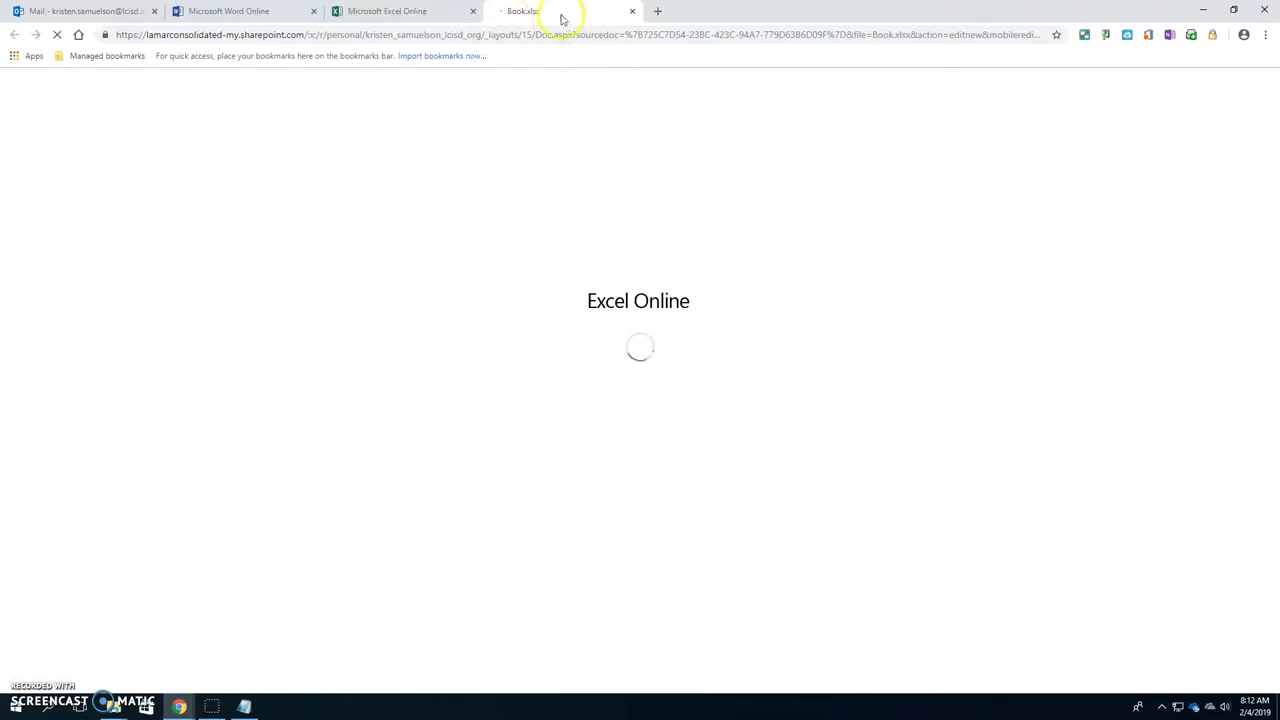 Mail - kristen.samuelson@lcisd.o
Microsoft Word Online
Microsoft Excel Online
Book.xlsx
https://lamarconsolidated-my.sharepoint.com/:x:/r/personal/kristen_samuelson_lcisd_org/_layouts/15/Doc.aspx?sourcedoc=%7B725C7D54-23BC-423C-94A7-779D63B6D09F%7D&file=Book.xlsx&action=editnew&mobileredi...
Apps
Managed bookmarks
For quick access, place your bookmarks here on the bookmarks bar. Import bookmarks now...
Excel Online
RECORDED WITH
SCREENCAST MATIC
8:12 AM
2/4/2019